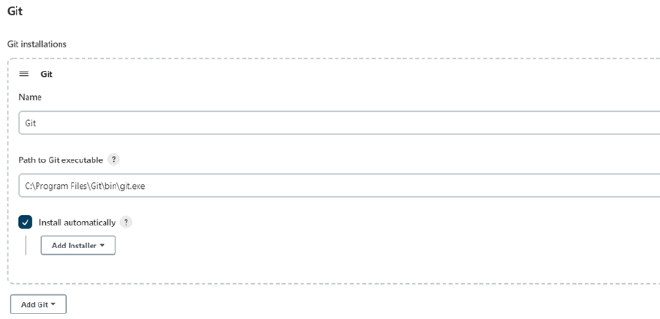 Git
Git installations
Git
Name
Git
Path to Git executable ?
C:\Program Files\Git\bin\git.exe
Install automatically ?
Add Installer
Add Git